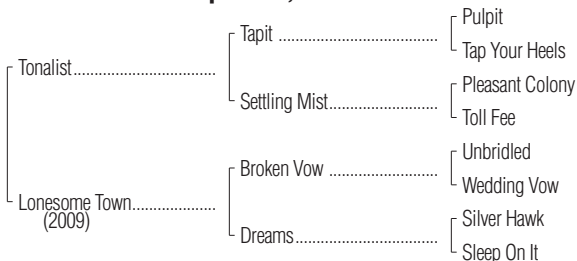 Pulpit
Tapit ........................................
Tap Your Heels
Tonalist...................................
Pleasant Colony
Settling Mist...........................
Toll Fee
Unbridled
Broken Vow ...........................
Wedding Vow
Lonesome Town.....................
(2009)
Silver Hawk
Dreams...................................
Sleep On It